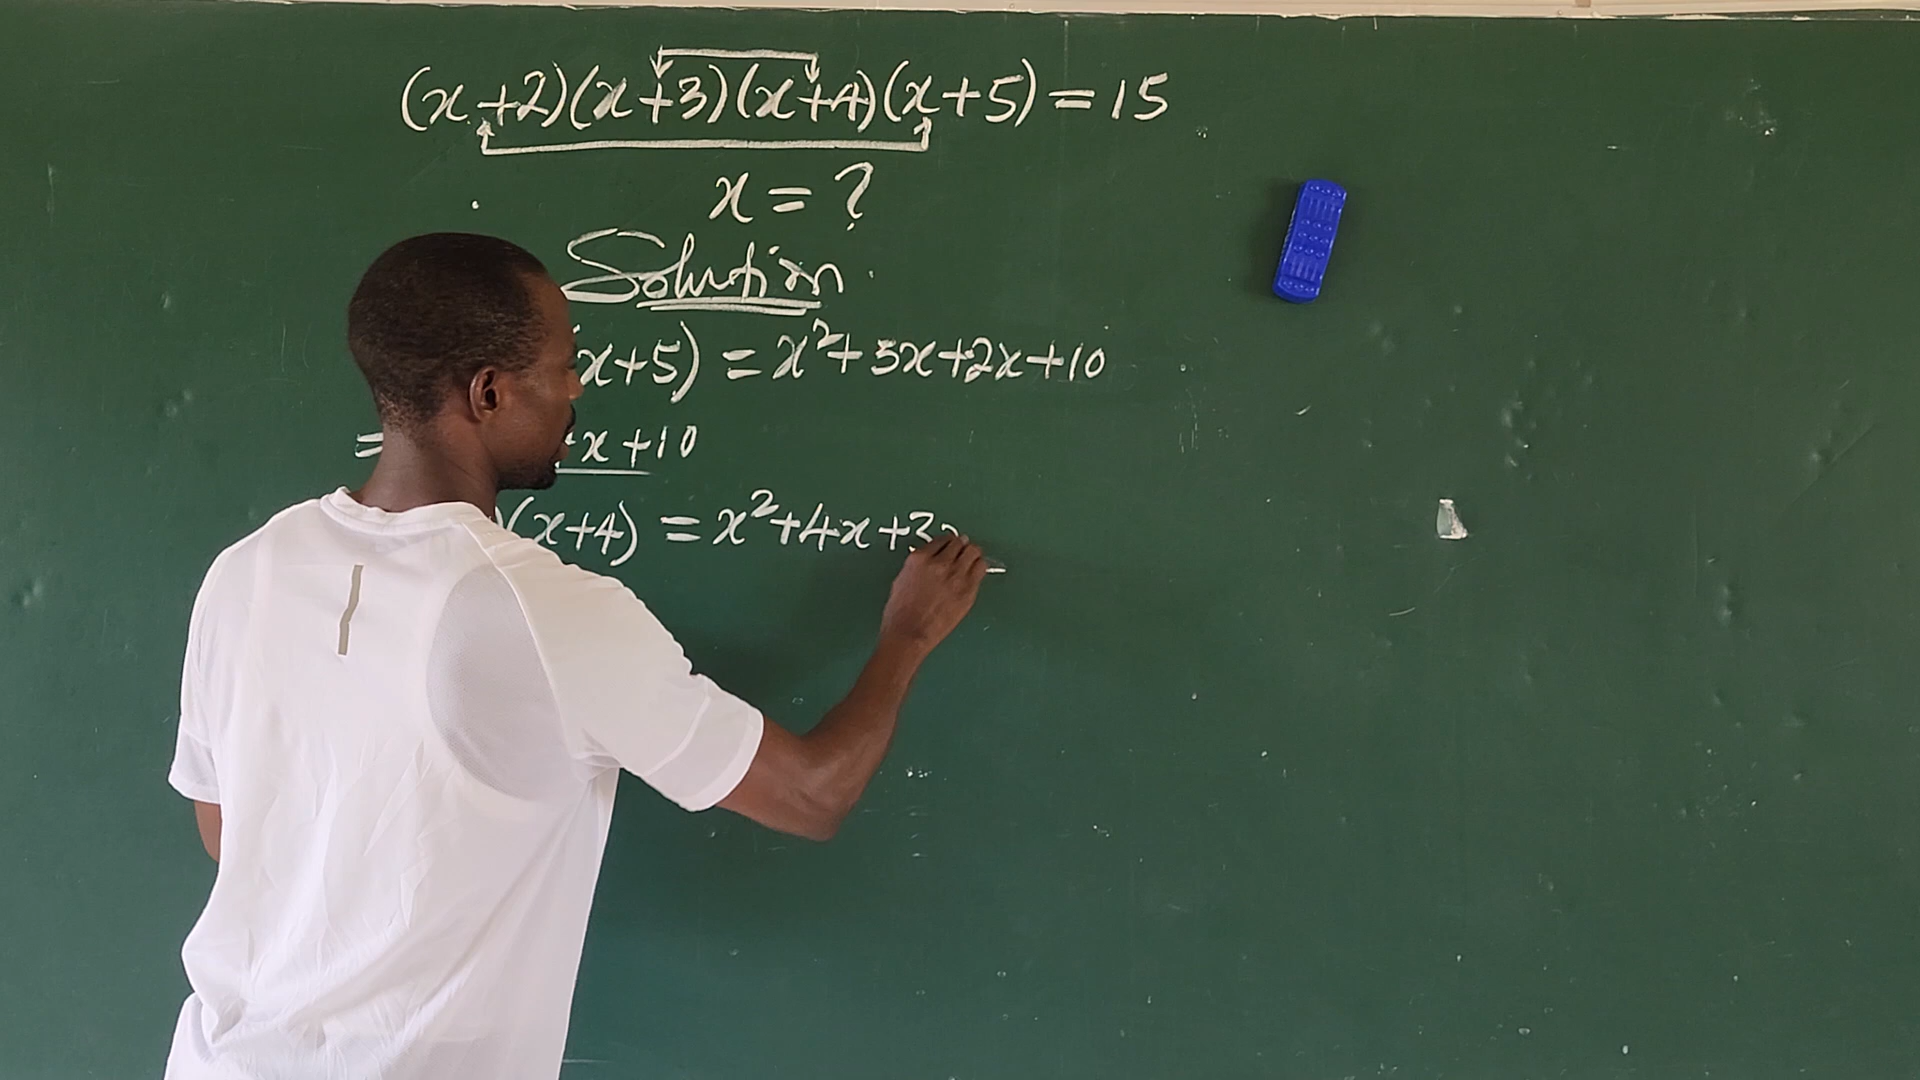 (x+2)(x+3)(x+4)(x+5)=15
x=?
Solution
x+5) = x²+5x+2x+10
= x+10
(x+4) = x²+4x+3